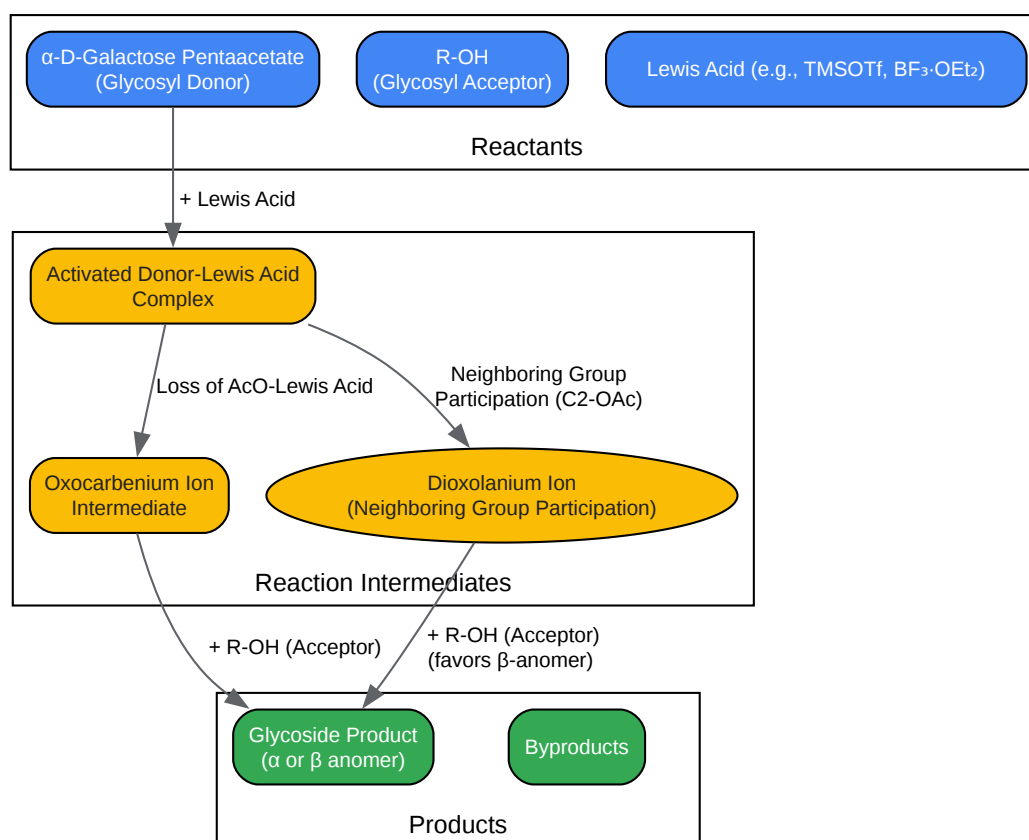 α-D-Galactose Pentaacetate
(Glycosyl Donor)
R-OH
(Glycosyl Acceptor)
Lewis Acid (e.g., TMSOTf, BF₃·OEt₂)
Reactants
+ Lewis Acid
Activated Donor-Lewis Acid
Complex
Loss of AcO-Lewis Acid
Neighboring Group
Participation (C2-OAc)
Oxocarbenium Ion
Intermediate
Dioxolanium Ion
(Neighboring Group Participation)
Reaction Intermediates
+ R-OH (Acceptor)
+ R-OH (Acceptor)
(favors β-anomer)
Glycoside Product
(α or β anomer)
Byproducts
Products